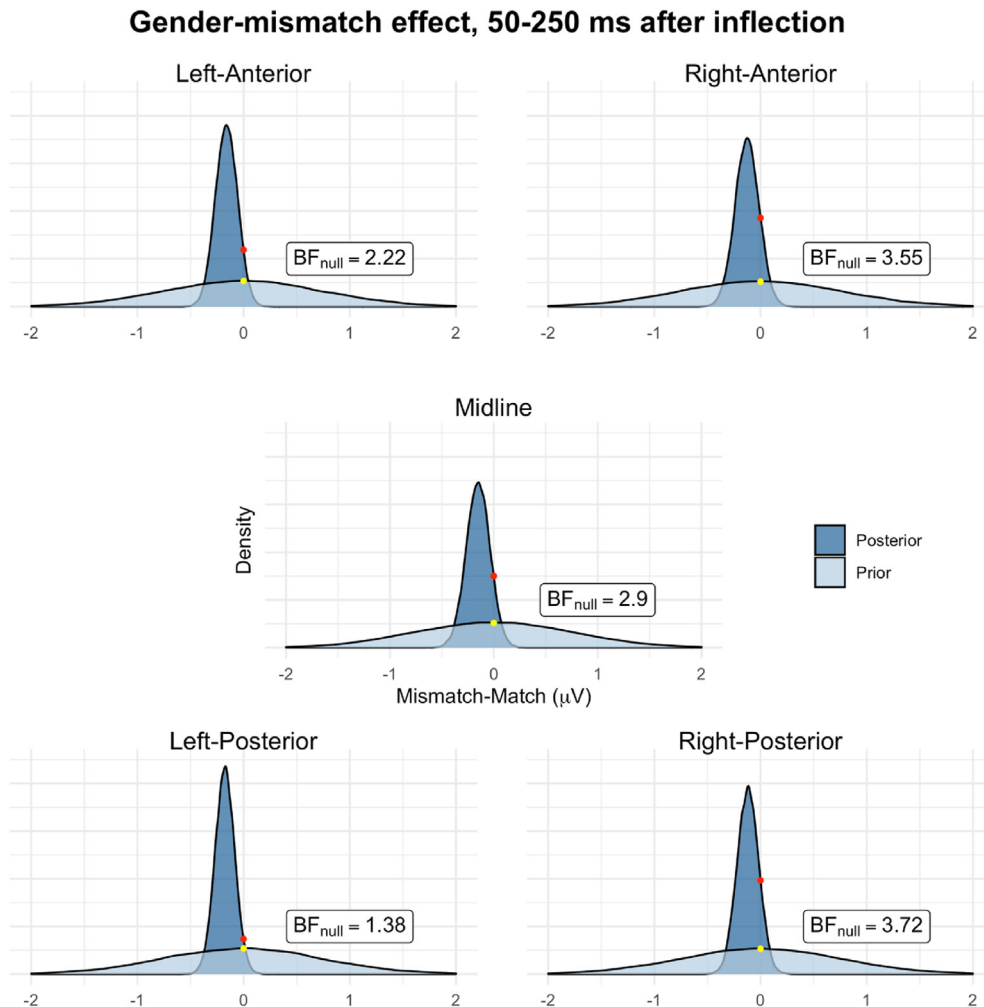 Gender-mismatch effect, 50-250 ms after inflection
Left-Anterior
Right-Anterior
BFnull = 2.22
BFnull = 3.55
-2 -1 0 1 2
-2 -1 0 1 2
Midline
Density
BFnull = 2.9
Posterior
Prior
-2 -1 0 1 2
Mismatch-Match (μV)
Left-Posterior
Right-Posterior
BFnull = 1.38
BFnull = 3.72
-2 -1 0 1 2
-2 -1 0 1 2